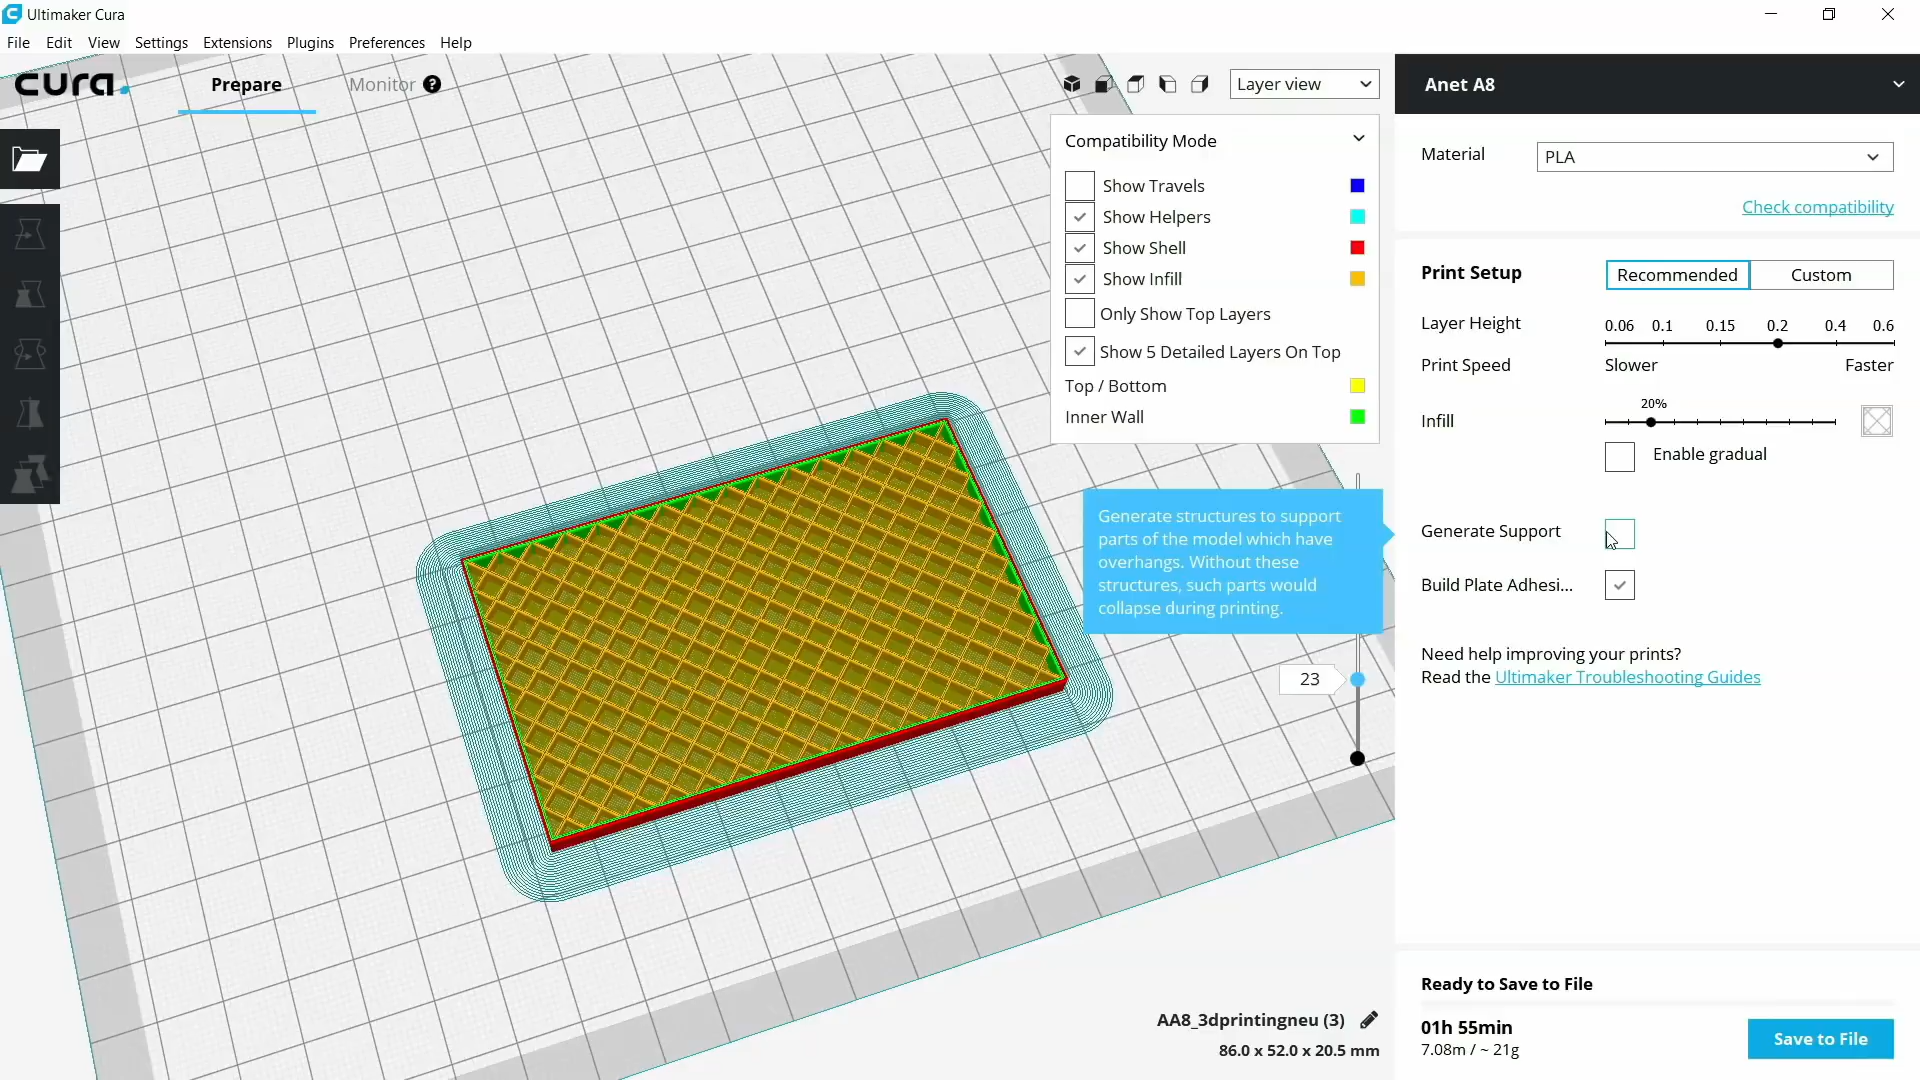 Ultimaker Cura
File Edit View Settings Extensions Plugins Preferences Help
cura.
Prepare
Monitor ?
Layer view
Compatibility Mode
Show Travels
Show Helpers
Show Shell
Show Infill
Only Show Top Layers
Show 5 Detailed Layers On Top
Top / Bottom
Inner Wall
Generate structures to support
parts of the model which have
overhangs. Without these
structures, such parts would
collapse during printing.
23
AA8_3dprintingneu (3)
86.0 x 52.0 x 20.5 mm
Anet A8
Material
PLA
Check compatibility
Print Setup
Recommended
Custom
Layer Height
0.06 0.1 0.15 0.2 0.4 0.6
Print Speed
Slower
Faster
20%
Infill
Enable gradual
Generate Support
Build Plate Adhesi...
Need help improving your prints?
Read the Ultimaker Troubleshooting Guides
Ready to Save to File
01h 55min
7.08m / ~ 21g
Save to File